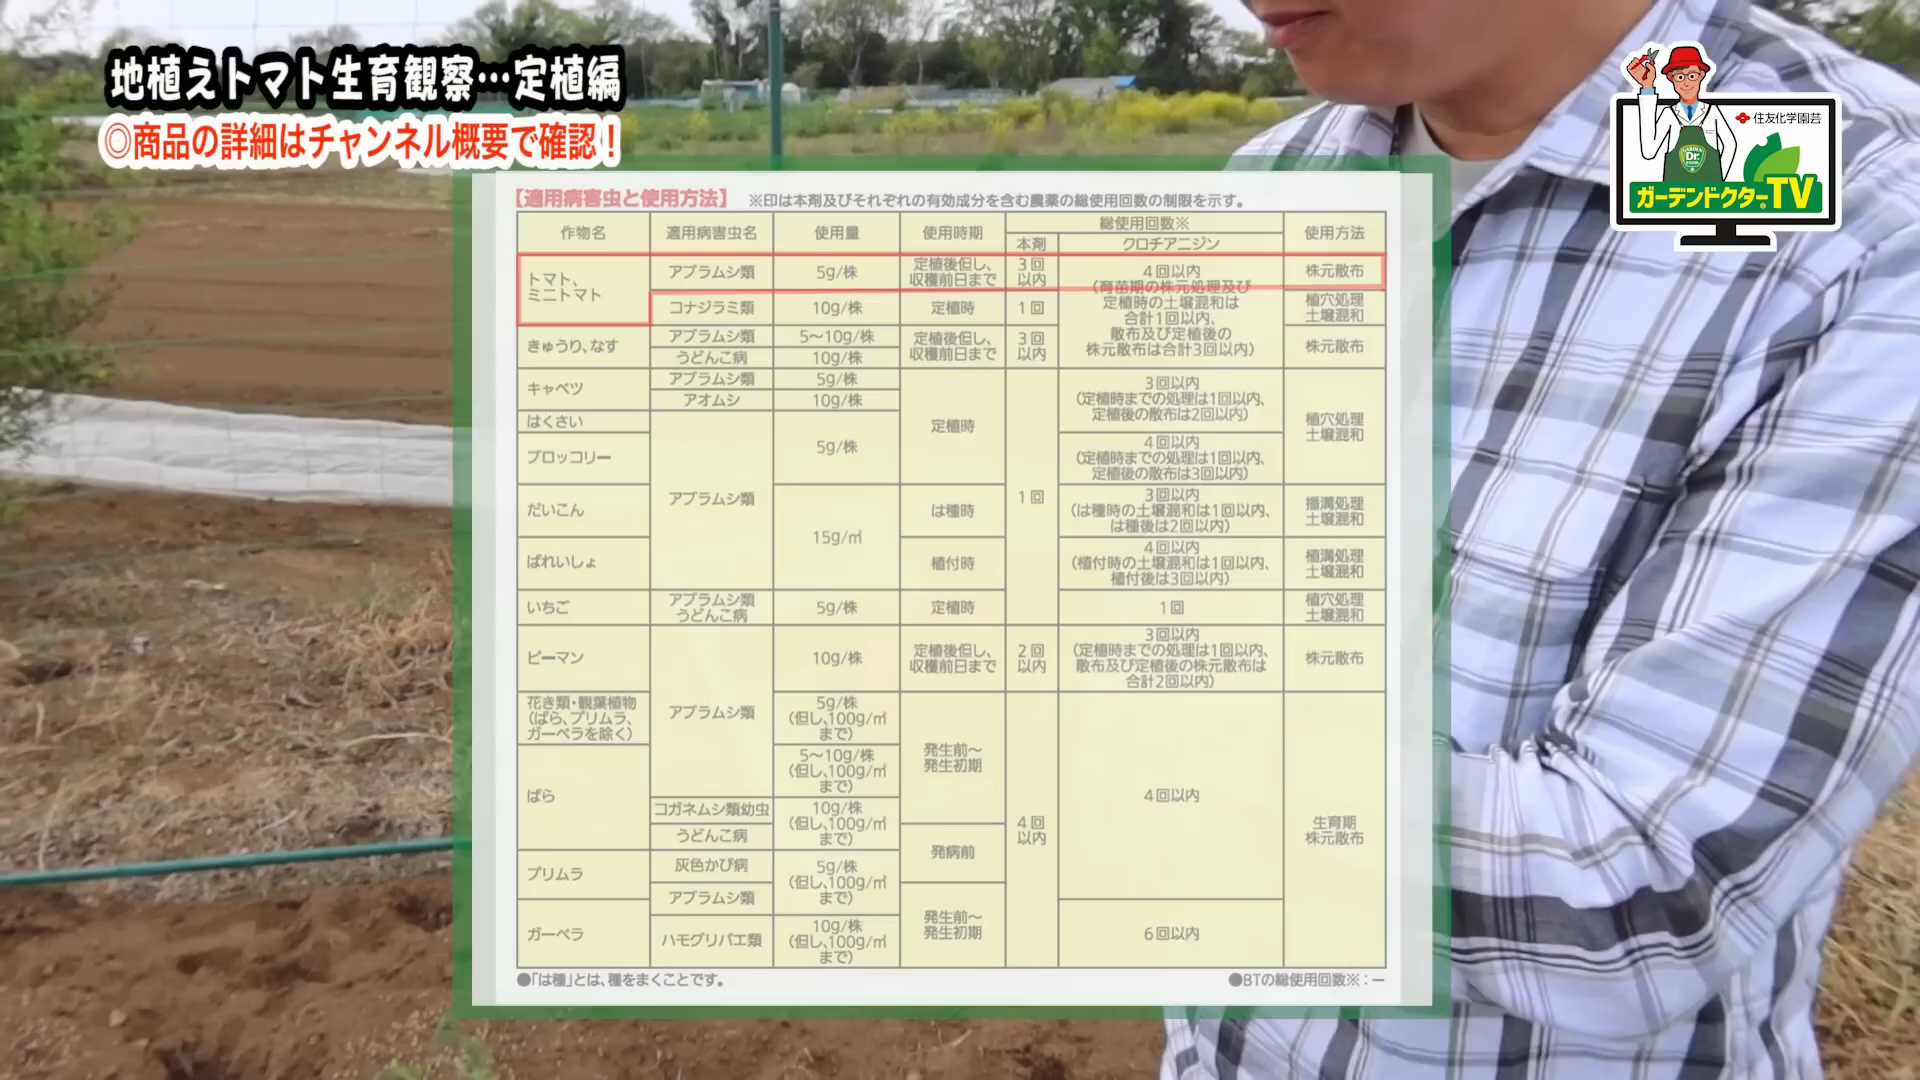 地植えトマト生育観察…定植編
◎商品の詳細はチャンネル概要で確認!
住友化学園芸
GARDEN
Dr.
ガーデンドクターTV
【適用病害虫と使用方法】 ※印は本剤及びそれぞれの有効成分を含む農薬の総使用回数の制限を示す。
作物名 適用病害虫名 使用量 使用時期 総使用回数※ 使用方法
本剤 クロチアニジン
トマト、
ミニトマト
アブラムシ類 5g/株 定植後但し、
収穫前日まで
3回
以内
4回以内
(育苗期の株元処理及び
定植時の土壌混和は
合計1回以内、
散布及び定植後の
株元散布は合計3回以内)
株元散布
コナジラミ類 10g/株 定植時 1回 植穴処理
土壌混和
きゅうり、なす アブラムシ類 5〜10g/株 定植後但し、
収穫前日まで
3回
以内
株元散布
うどんこ病 10g/株
キャベツ アブラムシ類 5g/株 定植時 1回 3回以内
(定植時までの処理は1回以内、
定植後の散布は2回以内)
植穴処理
土壌混和
アオムシ 10g/株
はくさい アブラムシ類 5g/株
ブロッコリー 4回以内
(定植時までの処理は1回以内、
定植後の散布は3回以内)
だいこん 15g/㎡ は種時 3回以内
(は種時の土壌混和は1回以内、
は種後は2回以内)
播溝処理
土壌混和
ばれいしょ 植付時 4回以内
(植付時の土壌混和は1回以内、
植付後は3回以内)
植溝処理
土壌混和
いちご アブラムシ類
うどんこ病
5g/株 定植時 1回 植穴処理
土壌混和
ピーマン アブラムシ類 10g/株 定植後但し、
収穫前日まで
2回
以内
3回以内
(定植時までの処理は1回以内、
散布及び定植後の株元散布は
合計2回以内)
株元散布
花き類・観葉植物
(ばら、プリムラ、
ガーベラを除く)
5g/株
(但し、100g/㎡
まで)
発生前〜
発生初期
4回
以内
4回以内 生育期
株元散布
ばら 5〜10g/株
(但し、100g/㎡
まで)
コガネムシ類幼虫 10g/株
(但し、100g/㎡
まで)
うどんこ病 発病前
プリムラ 灰色かび病 5g/株
(但し、100g/㎡
まで)
アブラムシ類 発生前〜
発生初期
ガーベラ ハモグリバエ類 10g/株
(但し、100g/㎡
まで)
6回以内
●「は種」とは、種をまくことです。 ●BTの総使用回数※:ー